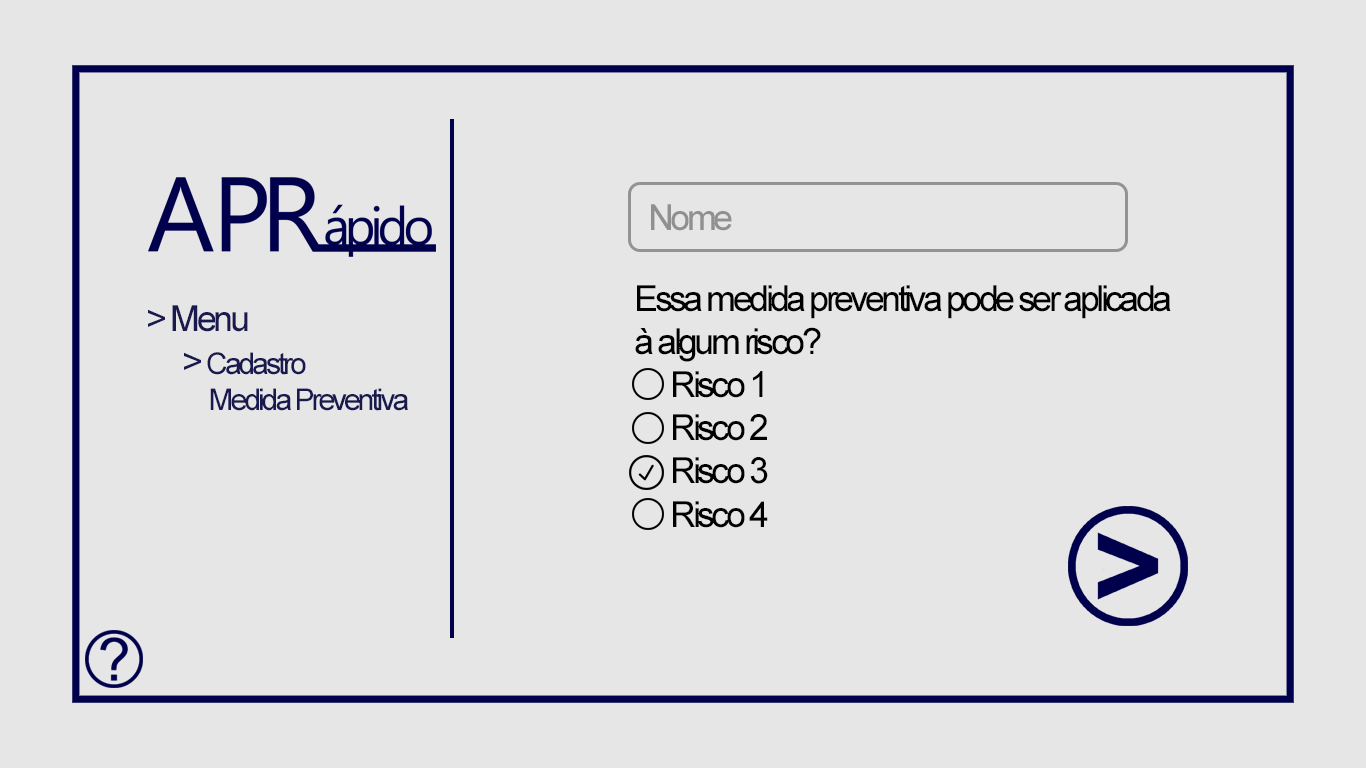 APRápido
> Menu
> Cadastro
Medida Preventiva
?
Nome
Essa medida preventiva pode ser aplicada
à algum risco?
Risco 1
Risco 2
Risco 3
Risco 4
>